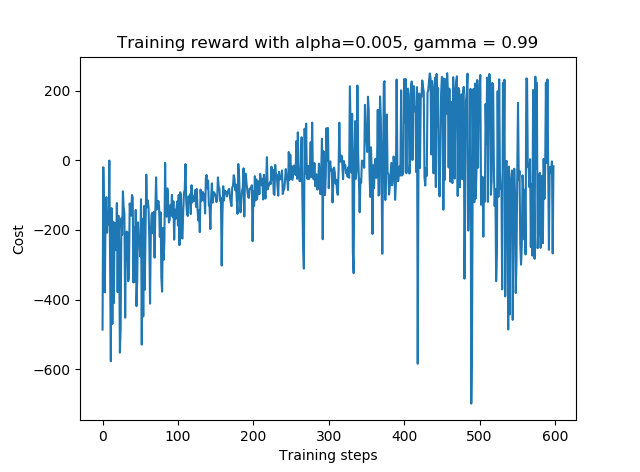 Training reward with alpha=0.005, gamma = 0.99
200
0
−200
−400
−600
Cost
0 100 200 300 400 500 600
Training steps